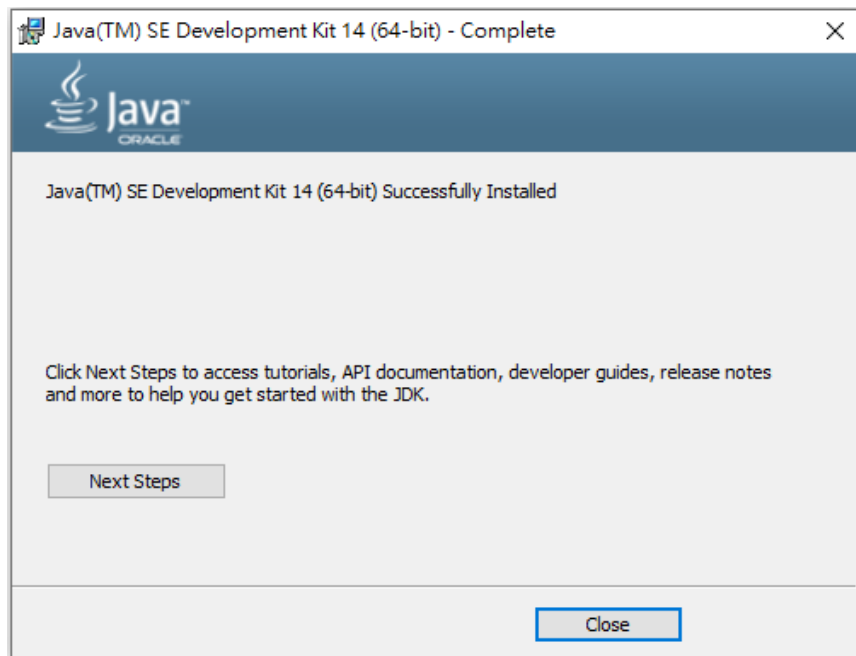 Java(TM) SE Development Kit 14 (64-bit) - Complete
Java™
ORACLE
Java(TM) SE Development Kit 14 (64-bit) Successfully Installed
Click Next Steps to access tutorials, API documentation, developer guides, release notes
and more to help you get started with the JDK.
Next Steps
Close